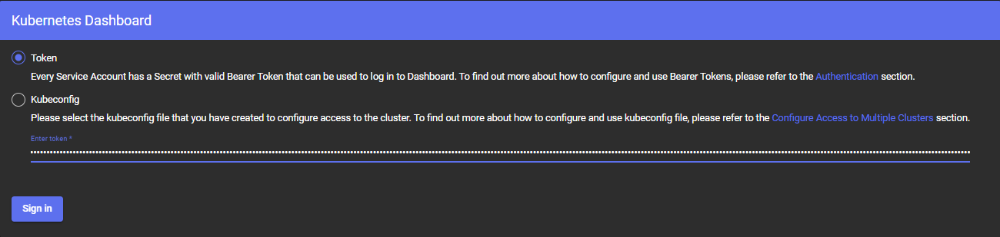 Kubernetes Dashboard
Token
Every Service Account has a Secret with valid Bearer Token that can be used to log in to Dashboard. To find out more about how to configure and use Bearer Tokens, please refer to the Authentication section.
Kubeconfig
Please select the kubeconfig file that you have created to configure access to the cluster. To find out more about how to configure and use kubeconfig file, please refer to the Configure Access to Multiple Clusters section.
Enter token *
Sign in